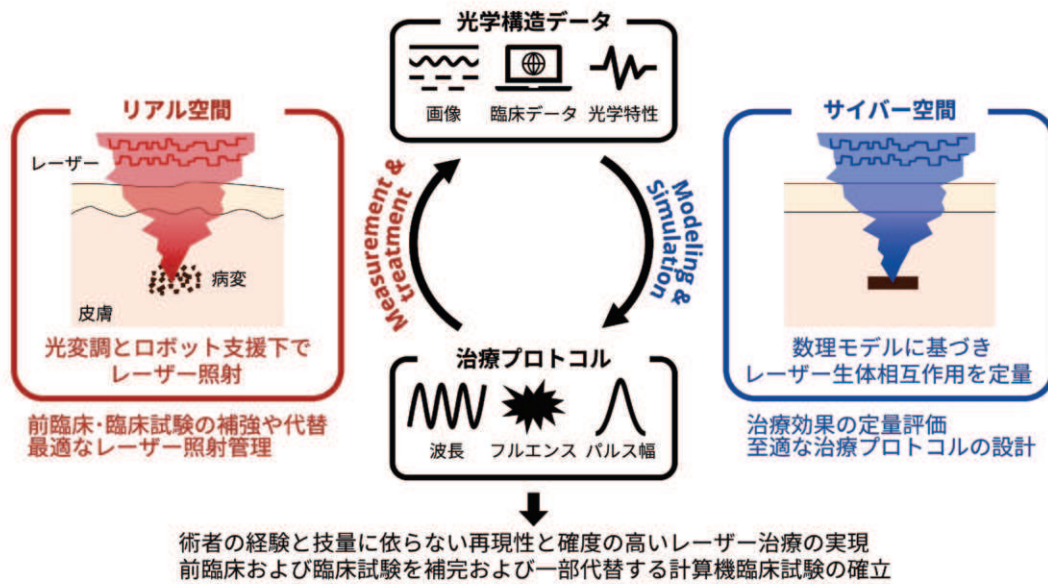 光学構造データ
画像
臨床データ
光学特性
リアル空間
レーザー
病変
皮膚
光変調とロボット支援下で
レーザー照射
前臨床・臨床試験の補強や代替
最適なレーザー照射管理
Measurement &
treatment
Modeling &
Simulation
サイバー空間
数理モデルに基づき
レーザー生体相互作用を定量
治療効果の定量評価
至適な治療プロトコルの設計
治療プロトコル
波長
フルエンス
パルス幅
術者の経験と技量に依らない再現性と確度の高いレーザー治療の実現
前臨床および臨床試験を補完および一部代替する計算機臨床試験の確立